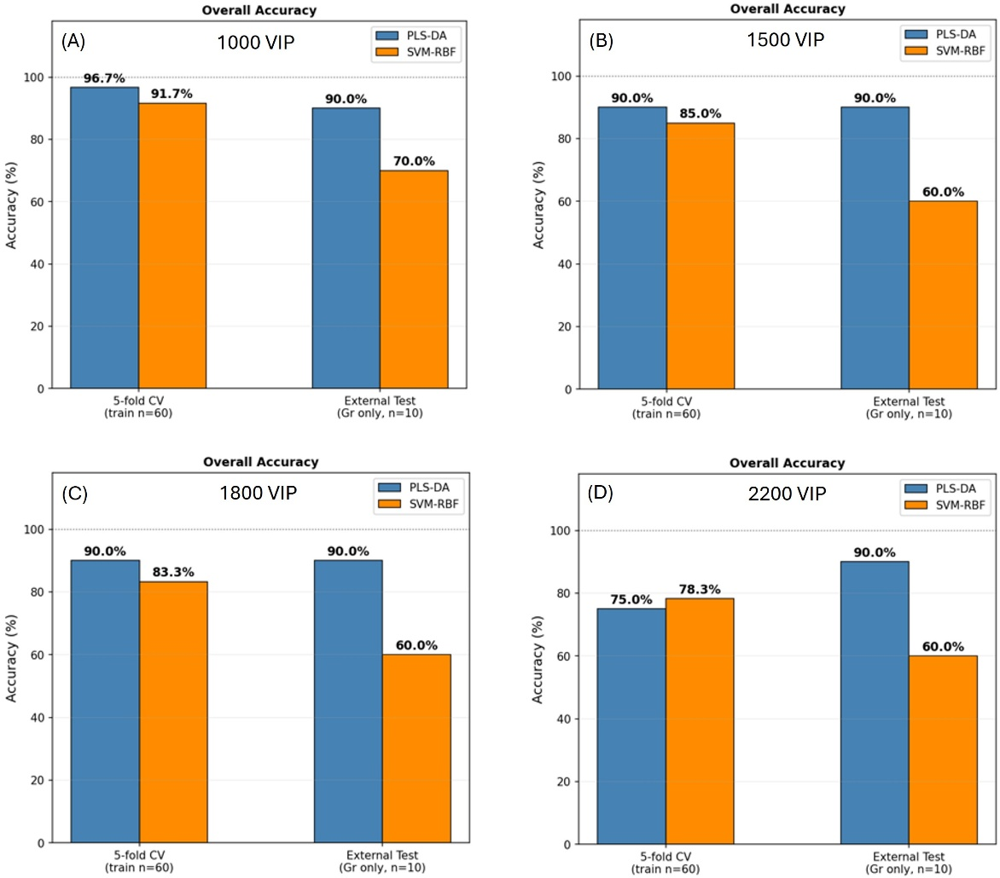 Overall Accuracy
(A)
1000 VIP
PLS-DA
SVM-RBF
100
80
60
40
20
0
Accuracy (%)
96.7%
91.7%
90.0%
70.0%
5-fold CV
(train n=60)
External Test
(Gr only, n=10)
Overall Accuracy
(B)
1500 VIP
PLS-DA
SVM-RBF
100
80
60
40
20
0
Accuracy (%)
90.0%
85.0%
90.0%
60.0%
5-fold CV
(train n=60)
External Test
(Gr only, n=10)
Overall Accuracy
(C)
1800 VIP
PLS-DA
SVM-RBF
100
80
60
40
20
0
Accuracy (%)
90.0%
83.3%
90.0%
60.0%
5-fold CV
(train n=60)
External Test
(Gr only, n=10)
Overall Accuracy
(D)
2200 VIP
PLS-DA
SVM-RBF
100
80
60
40
20
0
Accuracy (%)
75.0%
78.3%
90.0%
60.0%
5-fold CV
(train n=60)
External Test
(Gr only, n=10)